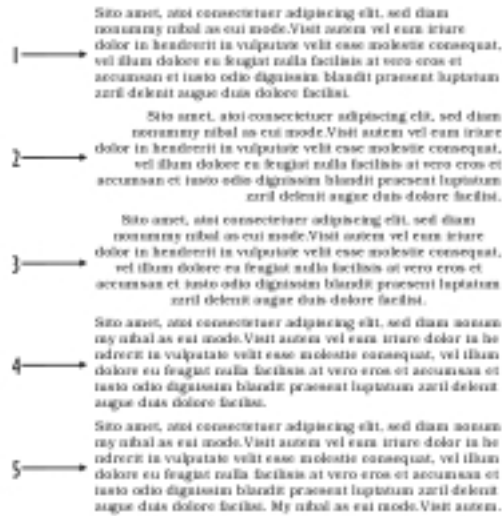 1
Sito amet, atoi consectetuer adipiscing elit, sed diam
nonummy nibal as eui mode.Visit autem vel eum iriure
dolor in hendrerit in vulputate velit esse molestie consequat,
vel illum dolore eu feugiat nulla facilisis at vero eros et
accumsan et iusto odio dignissim blandit praesent luptatum
zzril delenit augue duis dolore facilisi.
2
Sito amet, atoi consectetuer adipiscing elit, sed diam
nonummy nibal as eui mode.Visit autem vel eum iriure
dolor in hendrerit in vulputate velit esse molestie consequat,
vel illum dolore eu feugiat nulla facilisis at vero eros et
accumsan et iusto odio dignissim blandit praesent luptatum
zzril delenit augue duis dolore facilisi.
3
Sito amet, atoi consectetuer adipiscing elit, sed diam
nonummy nibal as eui mode.Visit autem vel eum iriure
dolor in hendrerit in vulputate velit esse molestie consequat,
vel illum dolore eu feugiat nulla facilisis at vero eros et
accumsan et iusto odio dignissim blandit praesent luptatum
zzril delenit augue duis dolore facilisi.
4
Sito amet, atoi consectetuer adipiscing elit, sed diam nonum
my nibal as eui mode.Visit autem vel eum iriure dolor in he
ndrerit in vulputate velit esse molestie consequat, vel illum
dolore eu feugiat nulla facilisis at vero eros et accumsan et
iusto odio dignissim blandit praesent luptatum zzril delenit
augue duis dolore facilisi.
5
Sito amet, atoi consectetuer adipiscing elit, sed diam nonum
my nibal as eui mode.Visit autem vel eum iriure dolor in he
ndrerit in vulputate velit esse molestie consequat, vel illum
dolore eu feugiat nulla facilisis at vero eros et accumsan et
iusto odio dignissim blandit praesent luptatum zzril delenit
augue duis dolore facilisi. My nibal as eui mode.Visit autem.